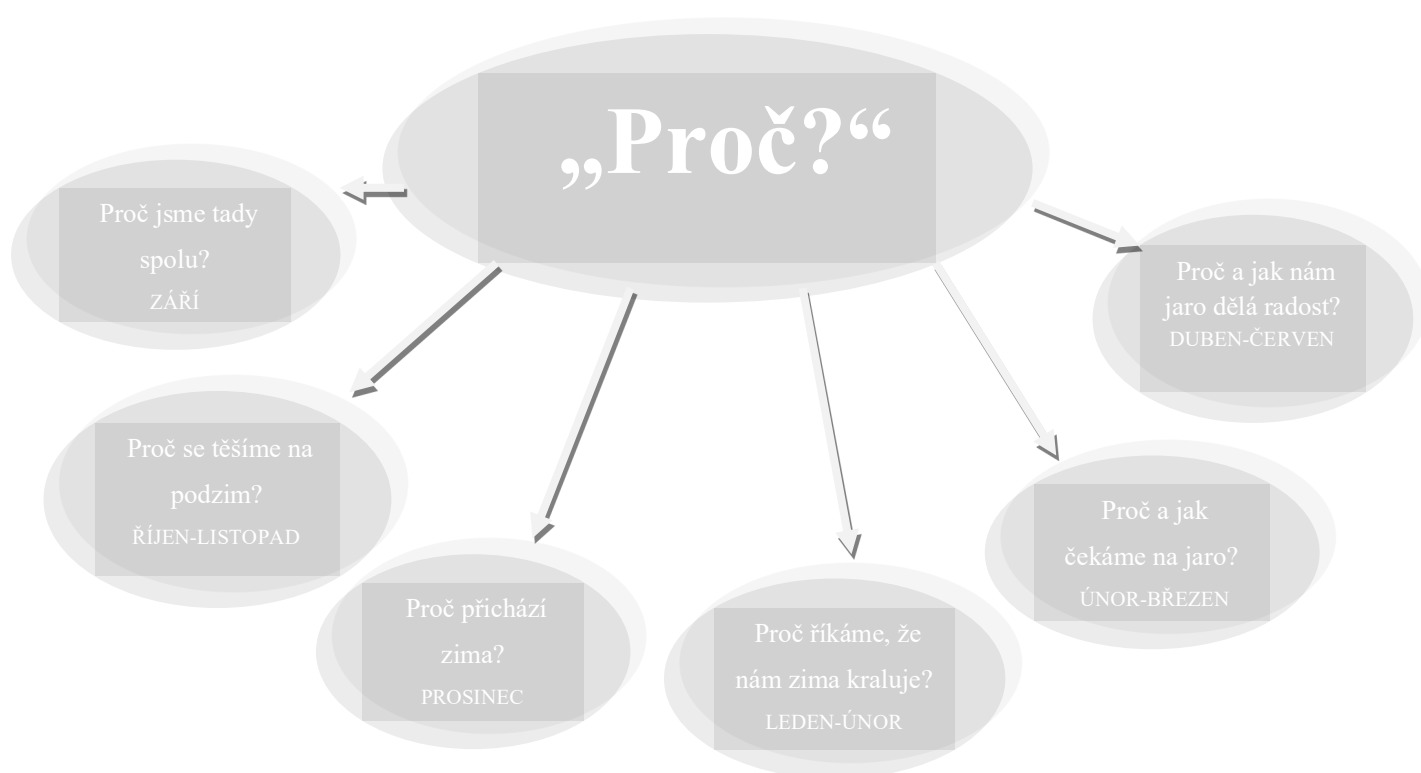 „Proč?“
Proč jsme tady
spolu?
ZÁŘÍ
Proč se těšíme na
podzim?
ŘÍJEN-LISTOPAD
Proč přichází
zima?
PROSINEC
Proč říkáme, že
nám zima kraluje?
LEDEN-ÚNOR
Proč a jak
čekáme na jaro?
ÚNOR-BŘEZEN
Proč a jak nám
jaro dělá radost?
DUBEN-ČERVEN